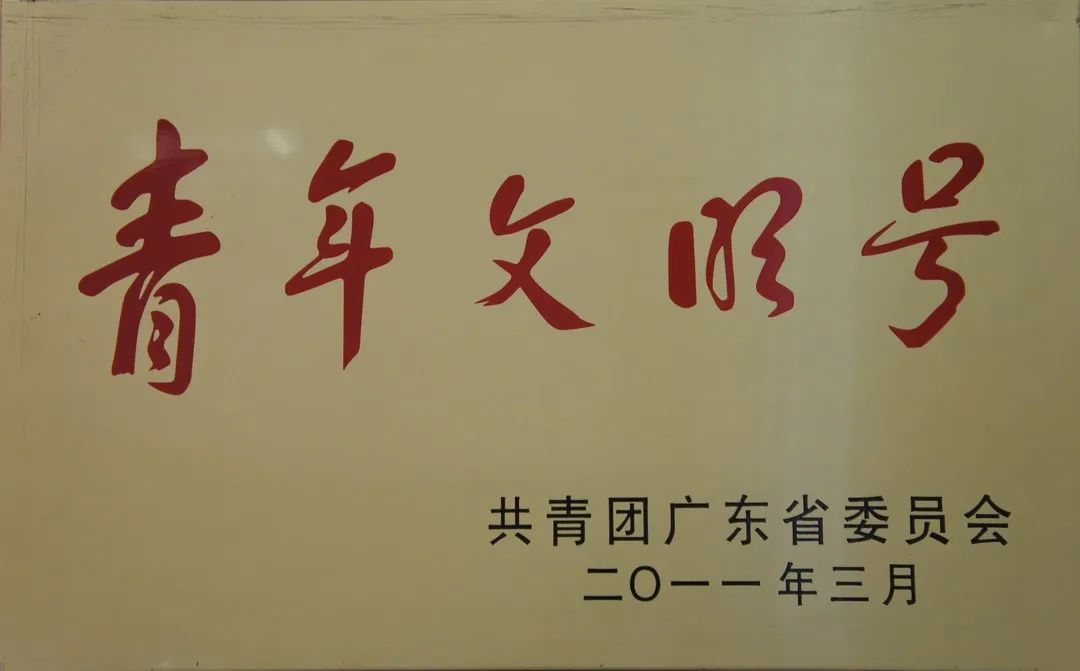 青年文明号
共青团广东省委员会
二〇一一年三月